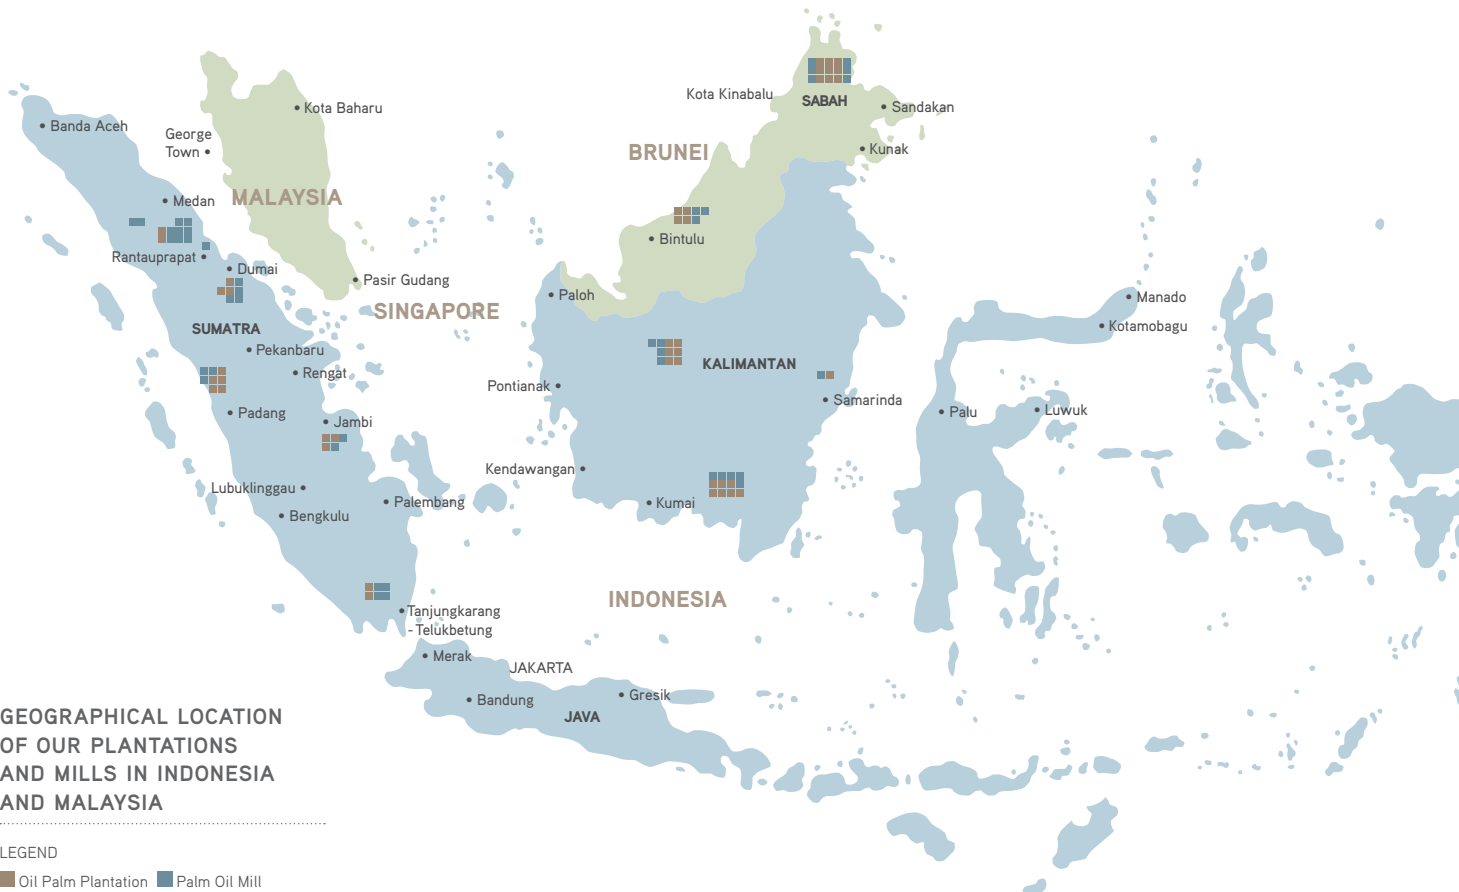 Kota Kinabalu
SABAH
Sandakan
Kota Baharu
Banda Aceh
George
Town
BRUNEI
Kunak
MALAYSIA
Medan
Bintulu
Rantauprapat
Dumai
Pasir Gudang
Paloh
Manado
SINGAPORE
SUMATRA
Kotamobagu
Pekanbaru
KALIMANTAN
Rengat
Pontianak
Samarinda
Padang
Palu
Luwuk
Jambi
Kendawangan
Lubuklinggau
Palembang
Kumai
Bengkulu
INDONESIA
Tanjungkarang
- Telukbetung
Merak
JAKARTA
Bandung
Gresik
JAVA
GEOGRAPHICAL LOCATION
OF OUR PLANTATIONS
AND MILLS IN INDONESIA
AND MALAYSIA
LEGEND
Oil Palm Plantation Palm Oil Mill